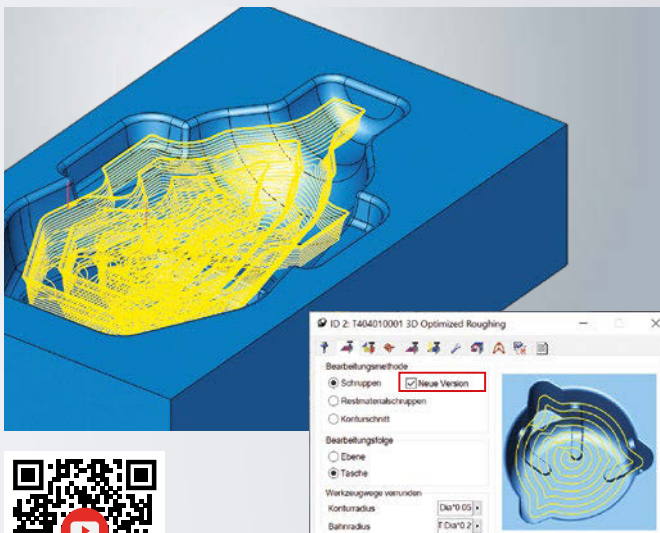 ID 2: T404010001 3D Optimized Roughing
Bearbeitungsmethode
Schruppen
Neue Version
Restmaterialschruppen
Konturschnitt
Bearbeitungsfolge
Ebene
Tasche
Werkzeugwege verrunden
Konturradius
Dia*0.05
Bahnradius
T:Dia*0.2